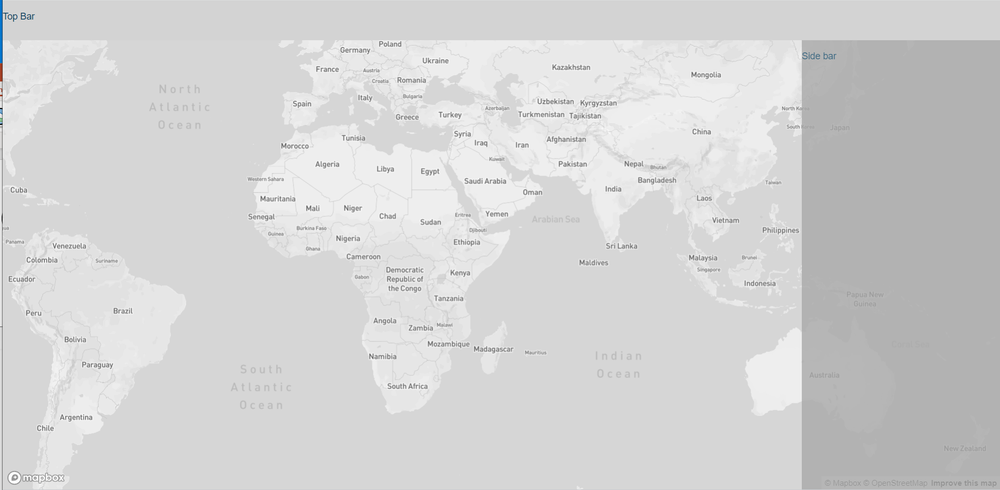 Top Bar
Side bar
Poland
Germany
Ukraine
France
Austria
Kazakhstan
Croatia
Romania
Mongolia
North
Atlantic
Ocean
Italy
Bulgaria
Spain
Uzbekistan
Kyrgyzstan
Azerbaijan
North Korea
Greece
Turkey
Turkmenistan
Tajikistan
South Korea
Japan
Syria
China
Tunisia
Iraq
Iran
Afghanistan
Morocco
Kuwait
Algeria
Libya
Egypt
Pakistan
Nepal
Bhutan
Western Sahara
Saudi Arabia
Bangladesh
Taiwan
Cuba
Oman
India
Mauritania
Laos
Mali
Niger
Senegal
Chad
Eritrea
Yemen
Arabian Sea
Sudan
Vietnam
Guinea
Burkina Faso
Djibouti
Philippines
Panama
Venezuela
Ghana
Nigeria
Ethiopia
Sri Lanka
Colombia
Suriname
Cameroon
Maldives
Malaysia
Brunei
Ecuador
Gabon
Democratic
Republic of
the Congo
Kenya
Singapore
Indonesia
Papua New
Guinea
Tanzania
Peru
Brazil
Angola
Zambia
Malawi
Bolivia
Mozambique
Madagascar
Mauritius
Coral Sea
Namibia
Indian
Ocean
Paraguay
South
Atlantic
Ocean
South Africa
Australia
Argentina
Chile
New Zealand
mapbox
© Mapbox © OpenStreetMap Improve this map